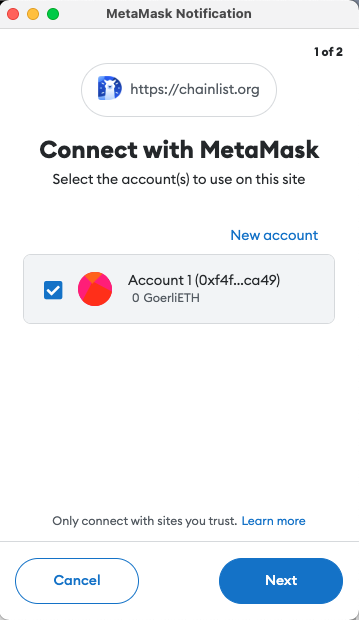 MetaMask Notification
1 of 2
https://chainlist.org
Connect with MetaMask
Select the account(s) to use on this site
New account
Account 1 (0xf4f...ca49)
0 GoerliETH
Only connect with sites you trust. Learn more
Cancel
Next